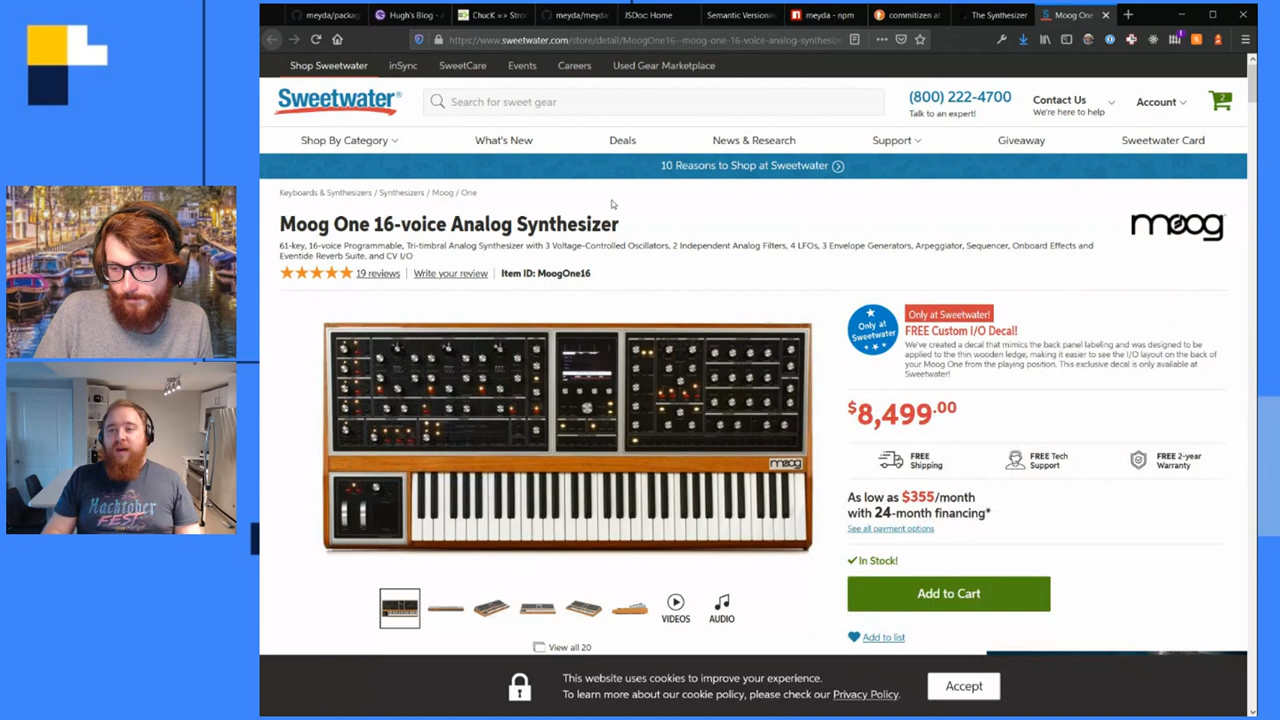 meyda/packag
Hugh's Blog -
ChucK => Stro
meyda/meyda
JSDoc: Home
Semantic Version
meyda - npm
commitizen at
The Synthesizer
Moog One
https://www.sweetwater.com/store/detail/MoogOne16--moog-one-16-voice-analog-synthesiz
Shop Sweetwater
inSync
SweetCare
Events
Careers
Used Gear Marketplace
Sweetwater
Search for sweet gear
(800) 222-4700
Talk to an expert!
Contact Us
We're here to help
Account
2
Shop By Category
What's New
Deals
News & Research
Support
Giveaway
Sweetwater Card
10 Reasons to Shop at Sweetwater
Keyboards & Synthesizers / Synthesizers / Moog / One
Moog One 16-voice Analog Synthesizer
61-key, 16-voice Programmable, Tri-timbral Analog Synthesizer with 3 Voltage-Controlled Oscillators, 2 Independent Analog Filters, 4 LFOs, 3 Envelope Generators, Arpeggiator, Sequencer, Onboard Effects and
Eventide Reverb Suite, and CV I/O
19 reviews
Write your review
Item ID: MoogOne16
moog
Only at
Sweetwater
Only at Sweetwater!
FREE Custom I/O Decal!
We've created a decal that mimics the back panel labeling and was designed to be
applied to the thin wooden ledge, making it easier to see the I/O layout on the back of
your Moog One from the playing position. This exclusive decal is only available at
Sweetwater!
$8,499.00
FREE
Shipping
FREE Tech
Support
FREE 2-year
Warranty
As low as $355/month
with 24-month financing*
See all payment options
In Stock!
Add to Cart
Add to list
moog
VIDEOS
AUDIO
View all 20
Hacktober
FEST
This website uses cookies to improve your experience.
To learn more about our cookie policy, please check our Privacy Policy.
Accept